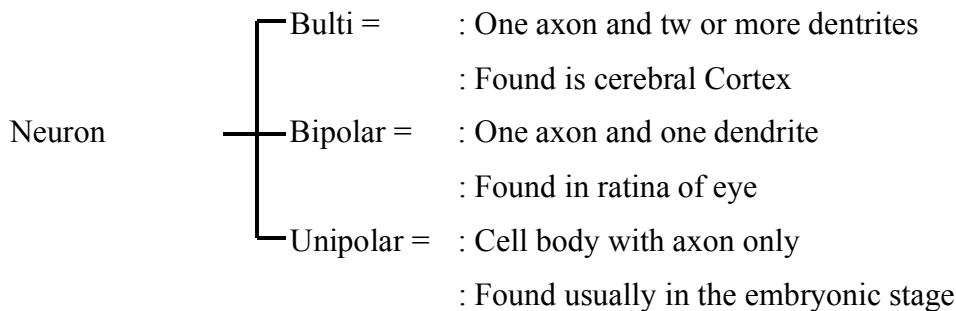 Bulti = : One axon and tw or more dentrites
: Found is cerebral Cortex
Neuron Bipolar = : One axon and one dendrite
: Found in ratina of eye
Unipolar = : Cell body with axon only
: Found usually in the embryonic stage